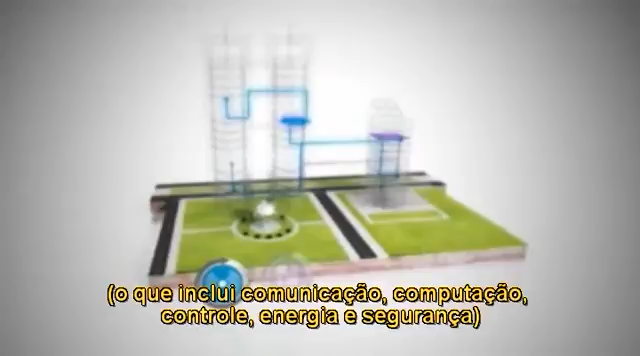 (o que inclui comunicação, computação,
controle, energia e segurança)